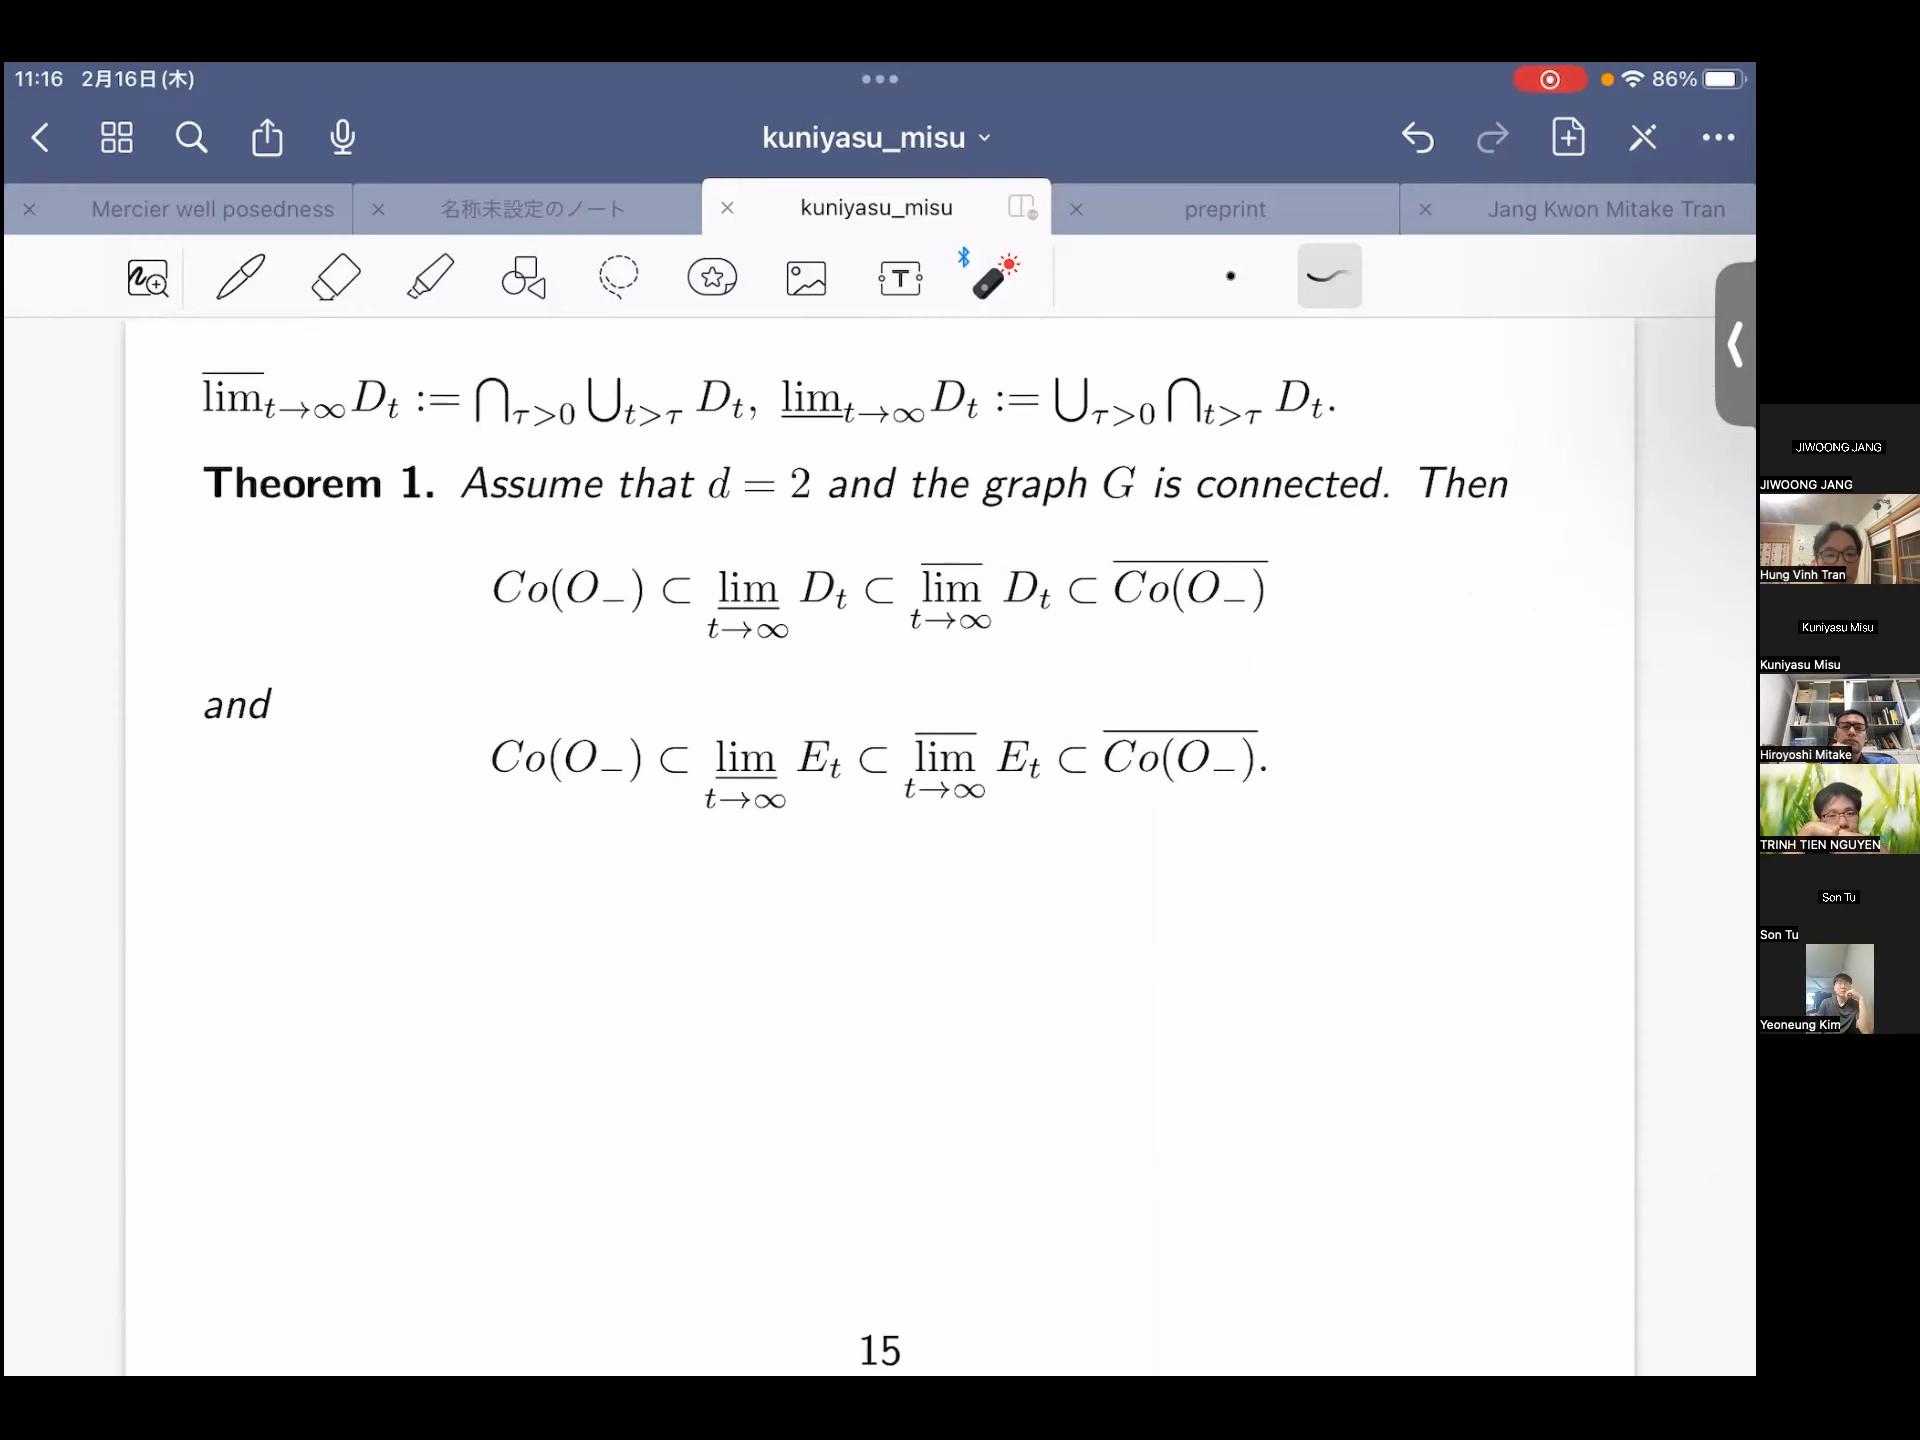 11:16 2月16日(木)
86%
kuniyasu_misu
Mercier well posedness
名称未設定のノート
kuniyasu_misu
preprint
Jang Kwon Mitake Tran
T
$\overline{\lim}_{t\to\infty} D_t := \bigcap_{\tau>0} \bigcup_{t>\tau} D_t, \underline{\lim}_{t\to\infty} D_t := \bigcup_{\tau>0} \bigcap_{t>\tau} D_t.$
Theorem 1. Assume that $d = 2$ and the graph $G$ is connected. Then
$Co(O_-) \subset \underline{\lim}_{t\to\infty} D_t \subset \overline{\lim}_{t\to\infty} D_t \subset \overline{Co(O_-)}$
and
$Co(O_-) \subset \underline{\lim}_{t\to\infty} E_t \subset \overline{\lim}_{t\to\infty} E_t \subset \overline{Co(O_-)}.$
15
JIWOONG JANG
JIWOONG JANG
Hung Vinh Tran
Kuniyasu Misu
Kuniyasu Misu
Hiroyoshi Mitake
TRINH TIEN NGUYEN
Son Tu
Son Tu
Yeoneung Kim